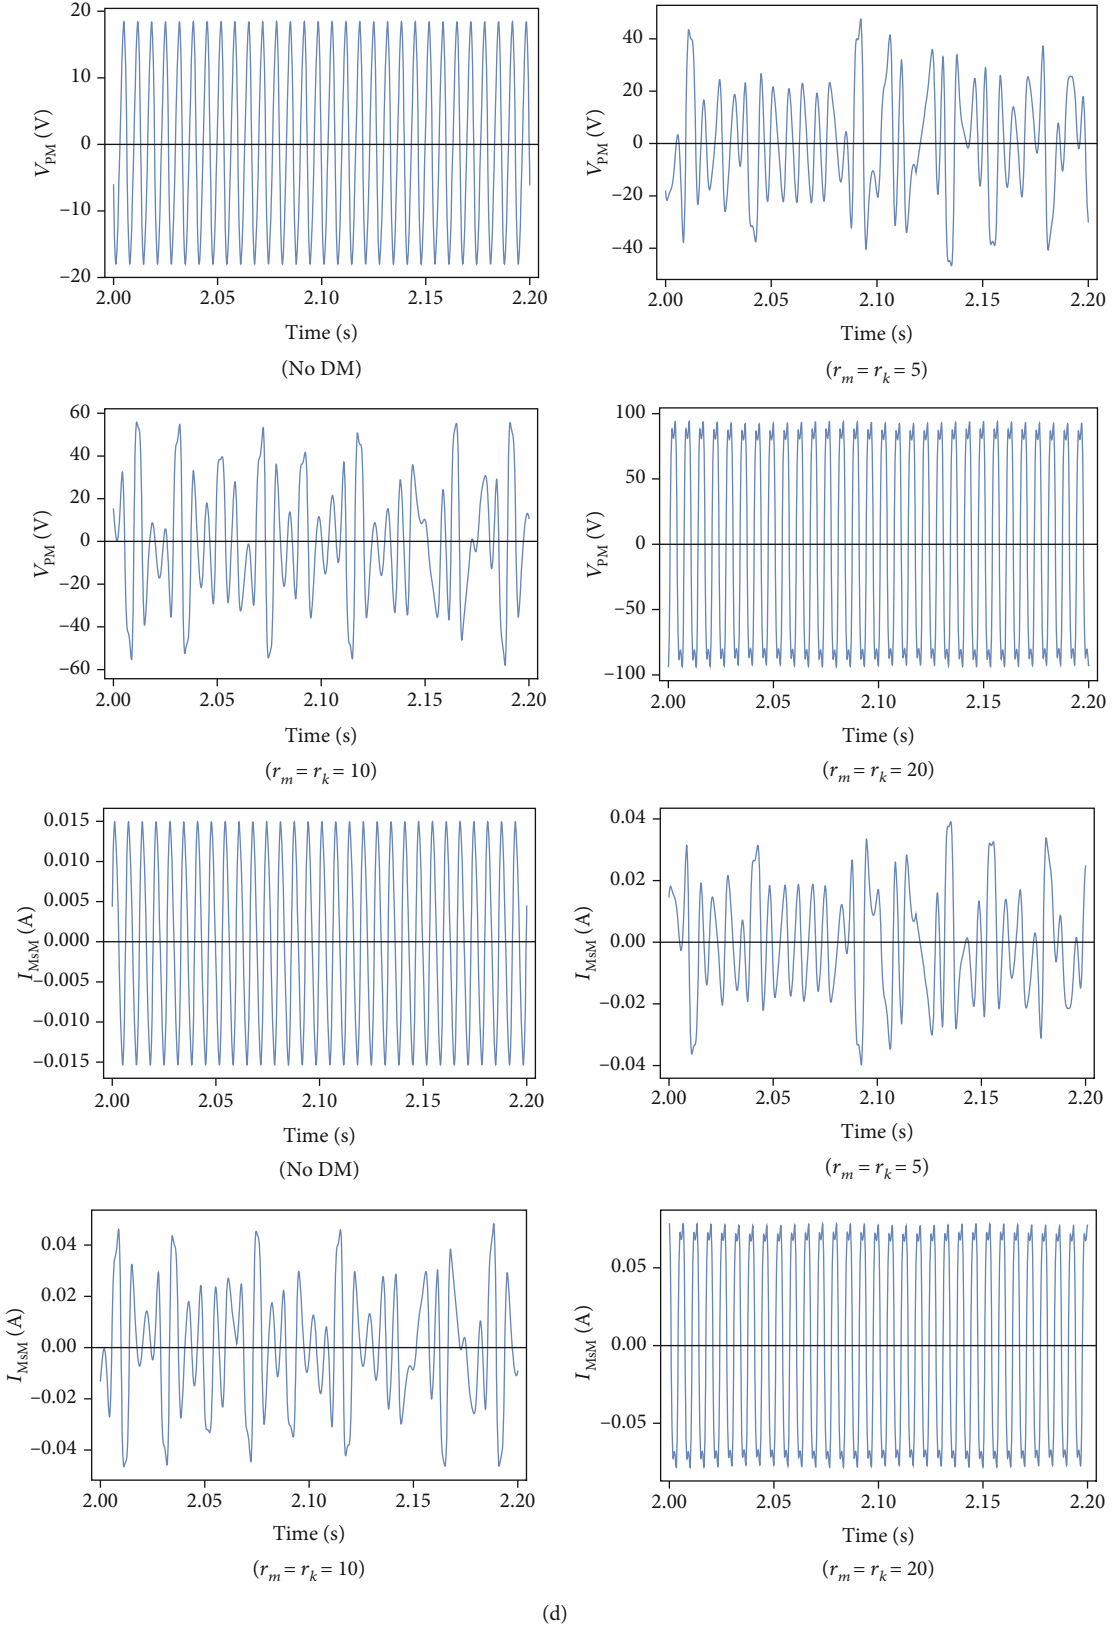 20
10
0
−10
−20
V_PM (V)
2.00 2.05 2.10 2.15 2.20
Time (s)
(No DM)
40
20
0
−20
−40
V_PM (V)
2.00 2.05 2.10 2.15 2.20
Time (s)
(r_m = r_k = 5)
60
40
20
0
−20
−40
−60
V_PM (V)
2.00 2.05 2.10 2.15 2.20
Time (s)
(r_m = r_k = 10)
100
50
0
−50
−100
V_PM (V)
2.00 2.05 2.10 2.15 2.20
Time (s)
(r_m = r_k = 20)
0.015
0.010
0.005
0.000
−0.005
−0.010
−0.015
I_MsM (A)
2.00 2.05 2.10 2.15 2.20
Time (s)
(No DM)
0.04
0.02
0.00
−0.02
−0.04
I_MsM (A)
2.00 2.05 2.10 2.15 2.20
Time (s)
(r_m = r_k = 5)
0.04
0.02
0.00
−0.02
−0.04
I_MsM (A)
2.00 2.05 2.10 2.15 2.20
Time (s)
(r_m = r_k = 10)
0.05
0.00
−0.05
I_MsM (A)
2.00 2.05 2.10 2.15 2.20
Time (s)
(r_m = r_k = 20)
(d)